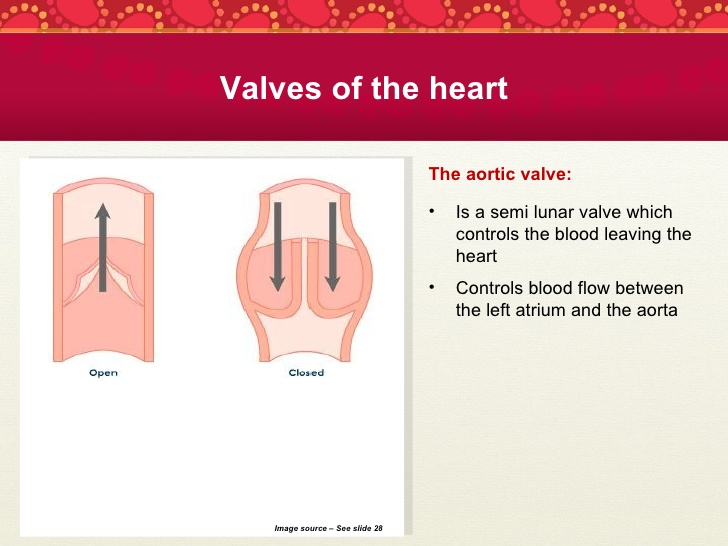 Valves of the heart
The aortic valve:
• Is a semi lunar valve which
controls the blood leaving the
heart
• Controls blood flow between
the left atrium and the aorta
Open
Closed
Image source – See slide 28